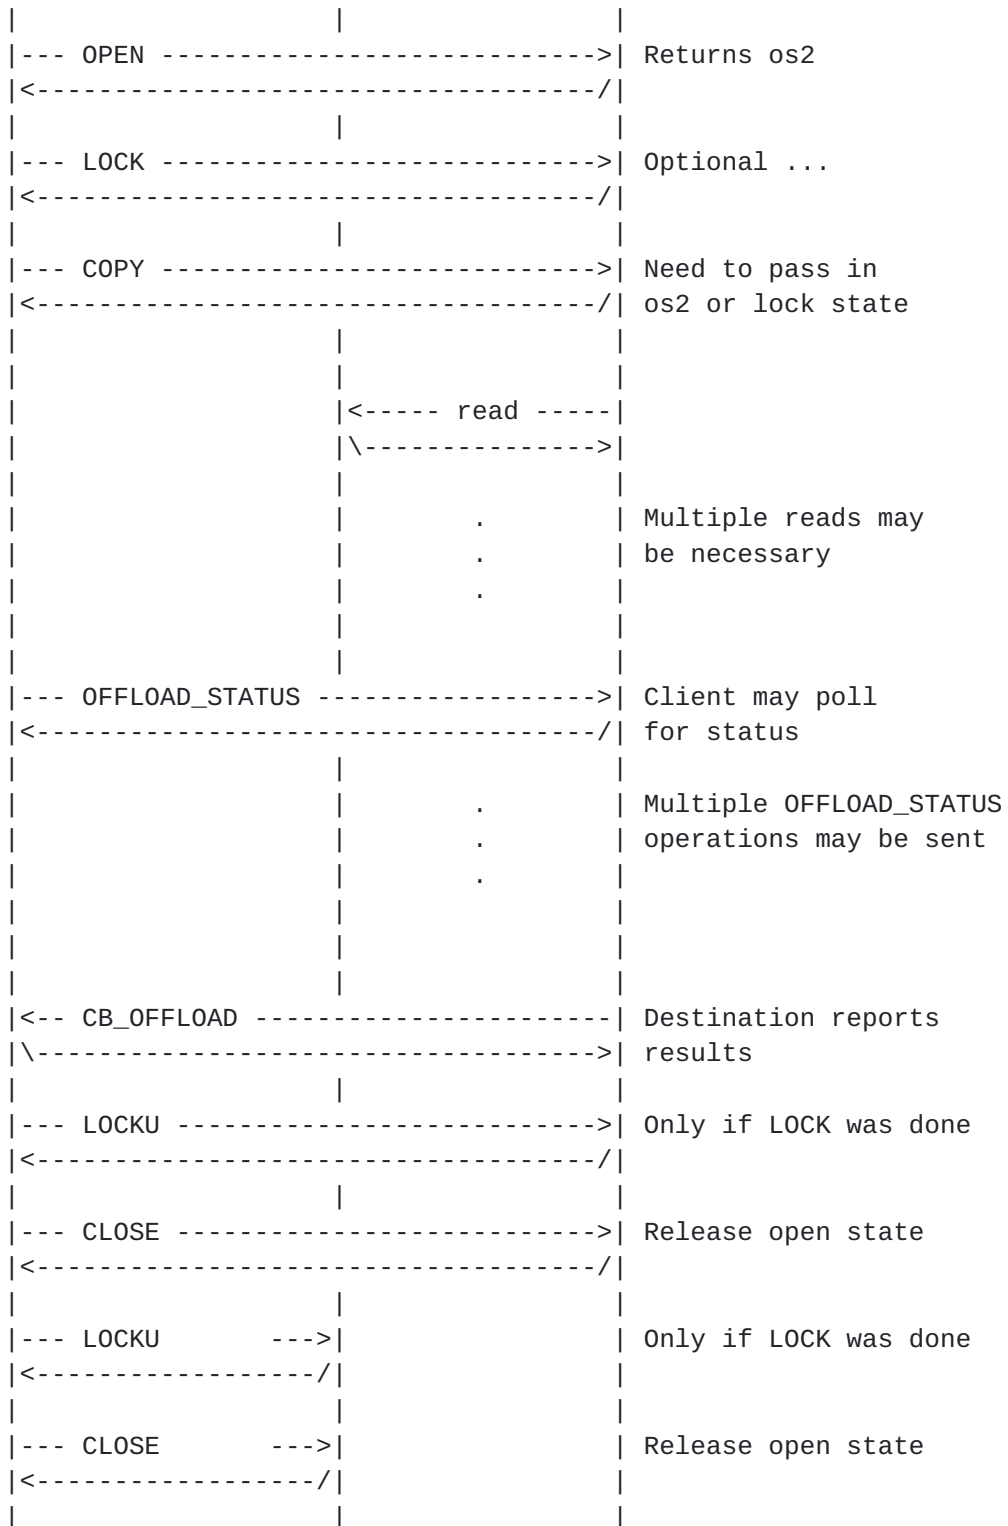 |                    |                 |
|--- OPEN ---------------------------->| Returns os2
|<------------------------------------/|
|                    |                 |
|--- LOCK ---------------------------->| Optional ...
|<------------------------------------/|
|                    |                 |
|--- COPY ---------------------------->| Need to pass in
|<------------------------------------/| os2 or lock state
|                    |                 |
|                    |                 |
|                    |<----- read -----|
|                    |\--------------->|
|                    |                 |
|                    |        .        | Multiple reads may
|                    |        .        | be necessary
|                    |        .        |
|                    |                 |
|                    |                 |
|--- OFFLOAD_STATUS ------------------>| Client may poll
|<------------------------------------/| for status
|                    |                 |
|                    |        .        | Multiple OFFLOAD_STATUS
|                    |        .        | operations may be sent
|                    |        .        |
|                    |                 |
|                    |                 |
|                    |                 |
|<-- CB_OFFLOAD -----------------------| Destination reports
|\------------------------------------>| results
|                    |                 |
|--- LOCKU --------------------------->| Only if LOCK was done
|<------------------------------------/|
|                    |                 |
|--- CLOSE --------------------------->| Release open state
|<------------------------------------/|
|                    |                 |
|--- LOCKU       --->|                 | Only if LOCK was done
|<------------------/|                 |
|                    |                 |
|--- CLOSE       --->|                 | Release open state
|<------------------/|                 |
|                    |                 |